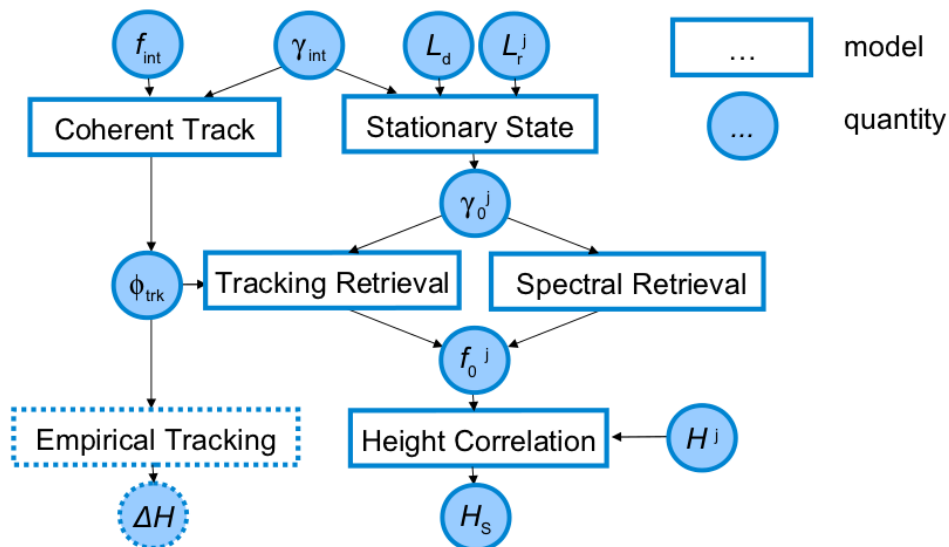 f_int γ_int L_d L_r^j ... model
Coherent Track Stationary State ... quantity
γ_0^j
ϕ_trk Tracking Retrieval Spectral Retrieval
f_0^j
Empirical Tracking Height Correlation H^j
ΔH H_S